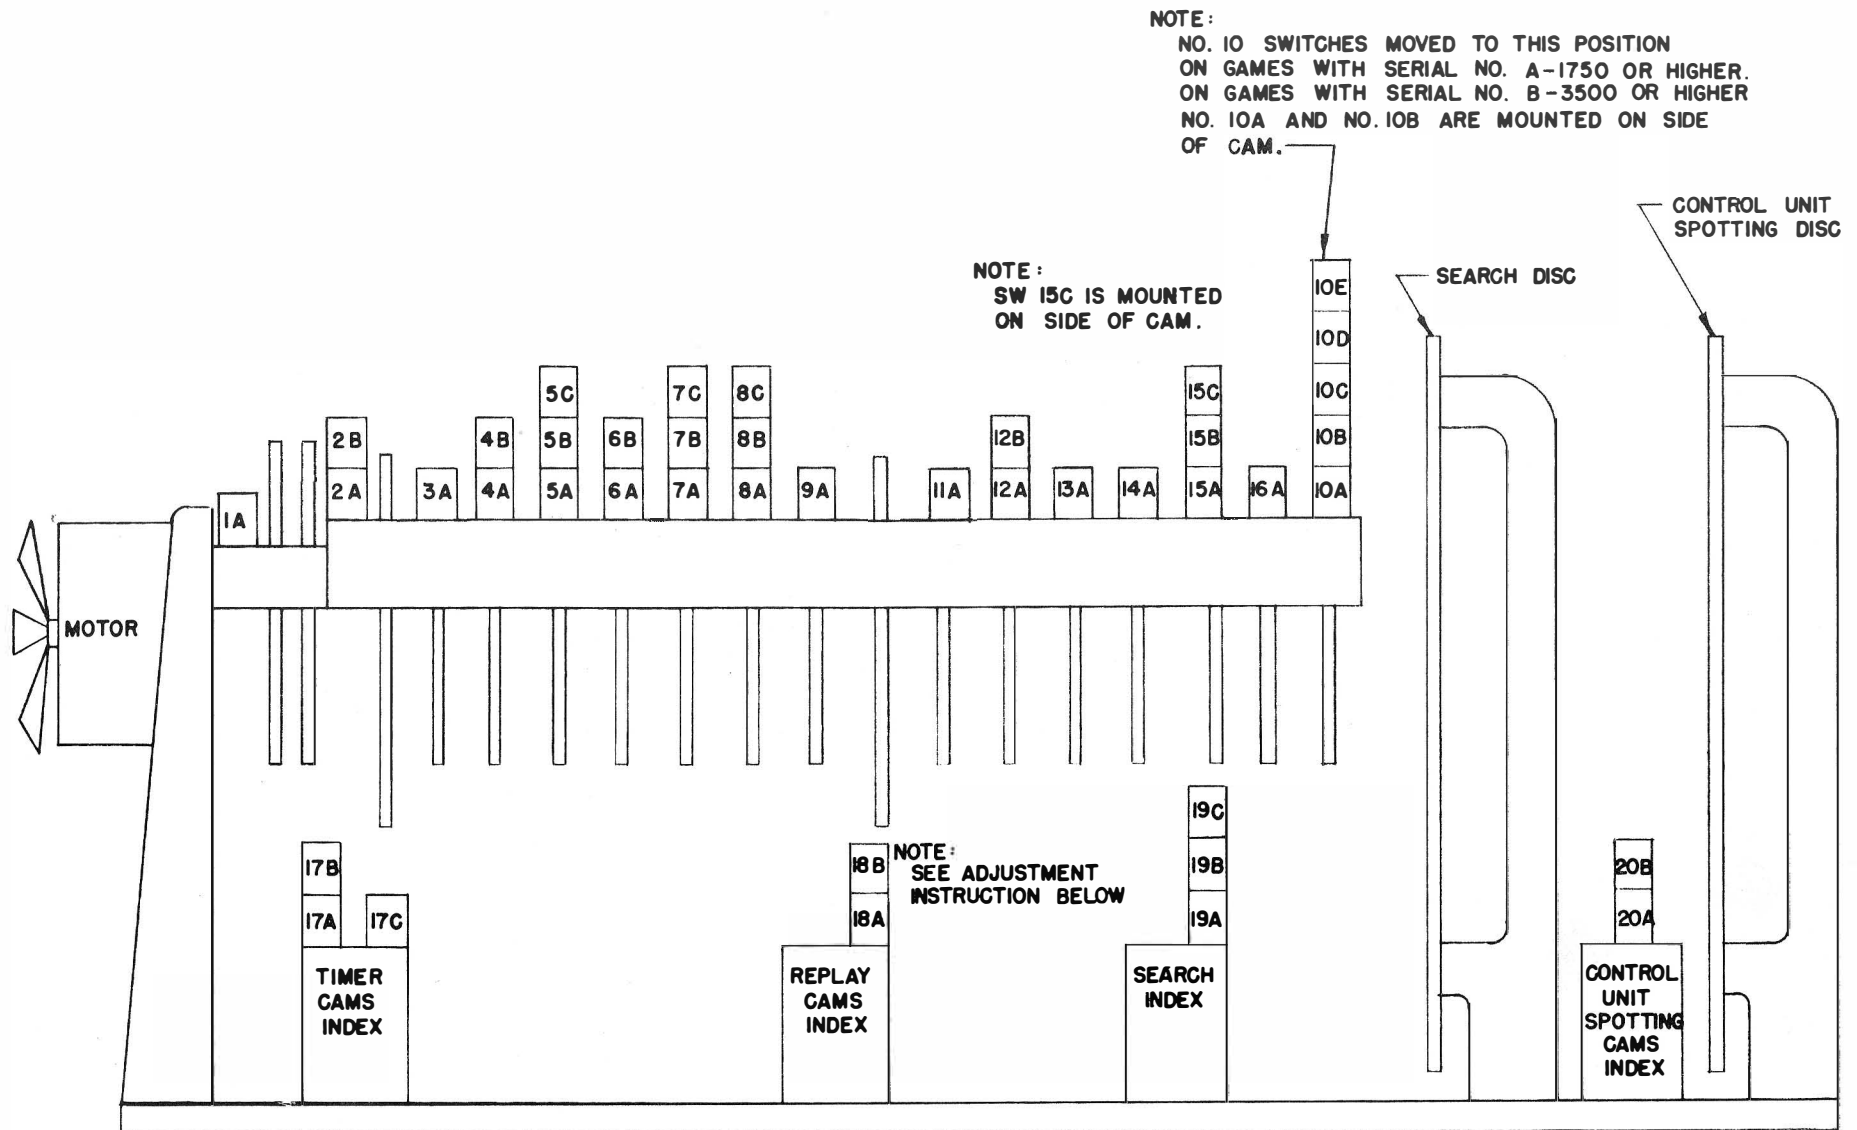 NOTE:
NO. 10 SWITCHES MOVED TO THIS POSITION
ON GAMES WITH SERIAL NO. A-1750 OR HIGHER.
ON GAMES WITH SERIAL NO. B-3500 OR HIGHER
NO. 10A AND NO. 10B ARE MOUNTED ON SIDE
OF CAM.
CONTROL UNIT
SPOTTING DISC
SEARCH DISC
NOTE:
SW 15C IS MOUNTED
ON SIDE OF CAM.
10E
10D
5C 7C 8C 15C 10C
2B 4B 5B 6B 7B 8B 12B 15B 10B
2A 3A 4A 5A 6A 7A 8A 9A 11A 12A 13A 14A 15A 16A 10A
1A
MOTOR
19C
17B 18B 19B 20B
17A 17C 18A 19A 20A
NOTE:
SEE ADJUSTMENT
INSTRUCTION BELOW
TIMER
CAMS
INDEX
REPLAY
CAMS
INDEX
SEARCH
INDEX
CONTROL
UNIT
SPOTTING
CAMS
INDEX